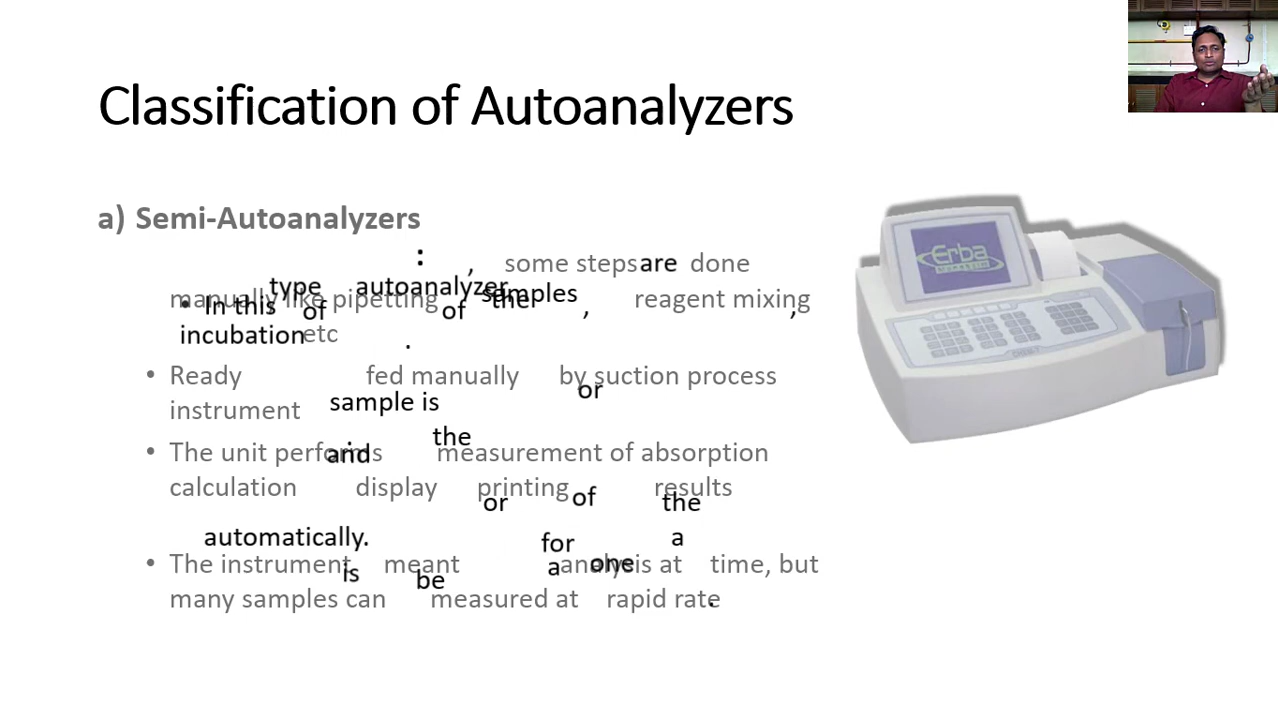 Classification of Autoanalyzers
a) Semi-Autoanalyzers :
• In this type of autoanalyzer, some steps are done
manually like pipetting of the samples, reagent mixing,
incubation etc.
• Ready sample is fed manually or by suction process
instrument
• The unit performs the measurement of absorption
calculation and display or printing of the results
automatically.
• The instrument is meant for a one analysis at a time, but
many samples can be measured at rapid rate.
Erba